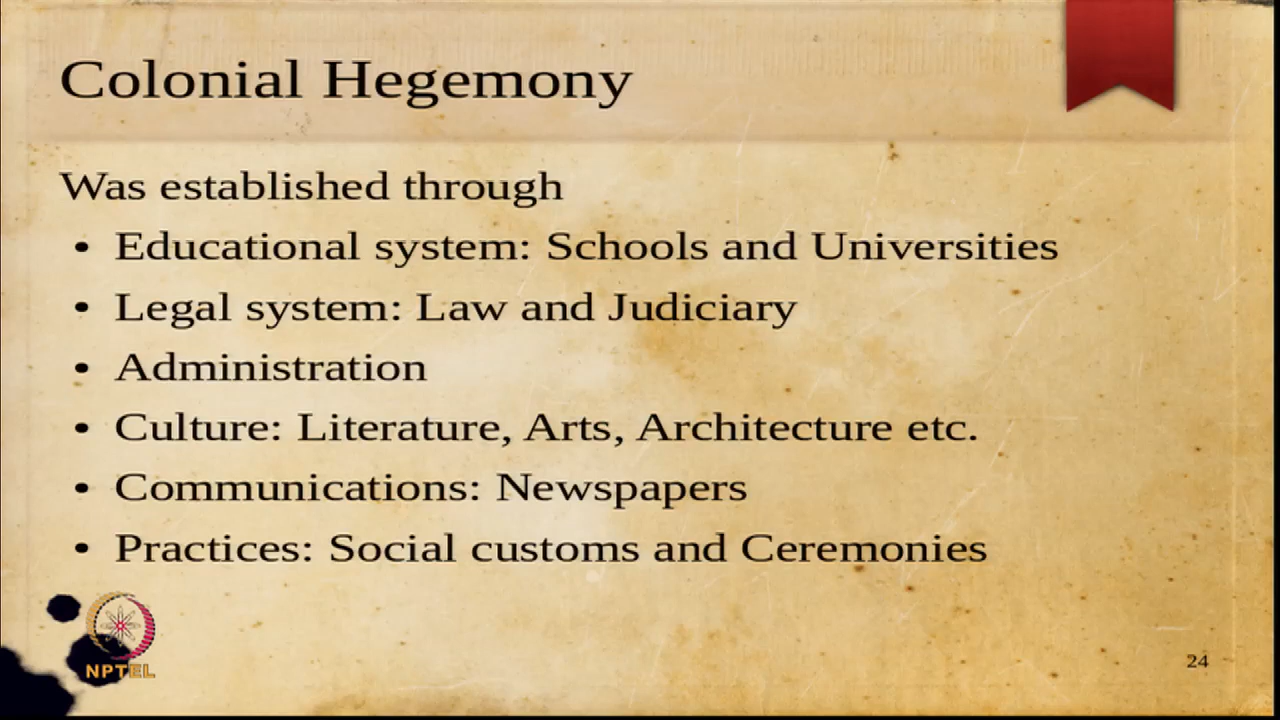 Colonial Hegemony
Was established through
• Educational system: Schools and Universities
• Legal system: Law and Judiciary
• Administration
• Culture: Literature, Arts, Architecture etc.
• Communications: Newspapers
• Practices: Social customs and Ceremonies
NPTEL
24